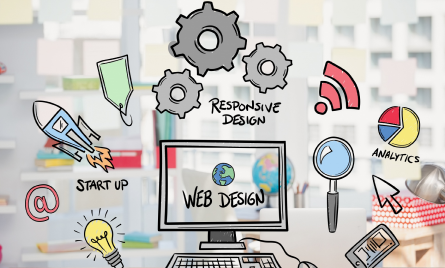 RESPONSIVE
DESIGN
ANALYTICS
START UP
WEB DESIGN
@